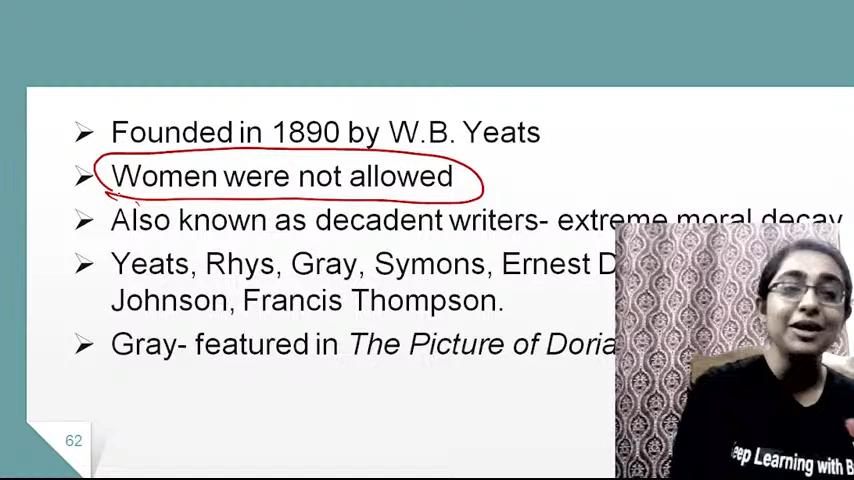 Founded in 1890 by W.B. Yeats
Women were not allowed
Also known as decadent writers- extreme moral decay
Yeats, Rhys, Gray, Symons, Ernest
Johnson, Francis Thompson.
Gray- featured in The Picture of
62
Learning with